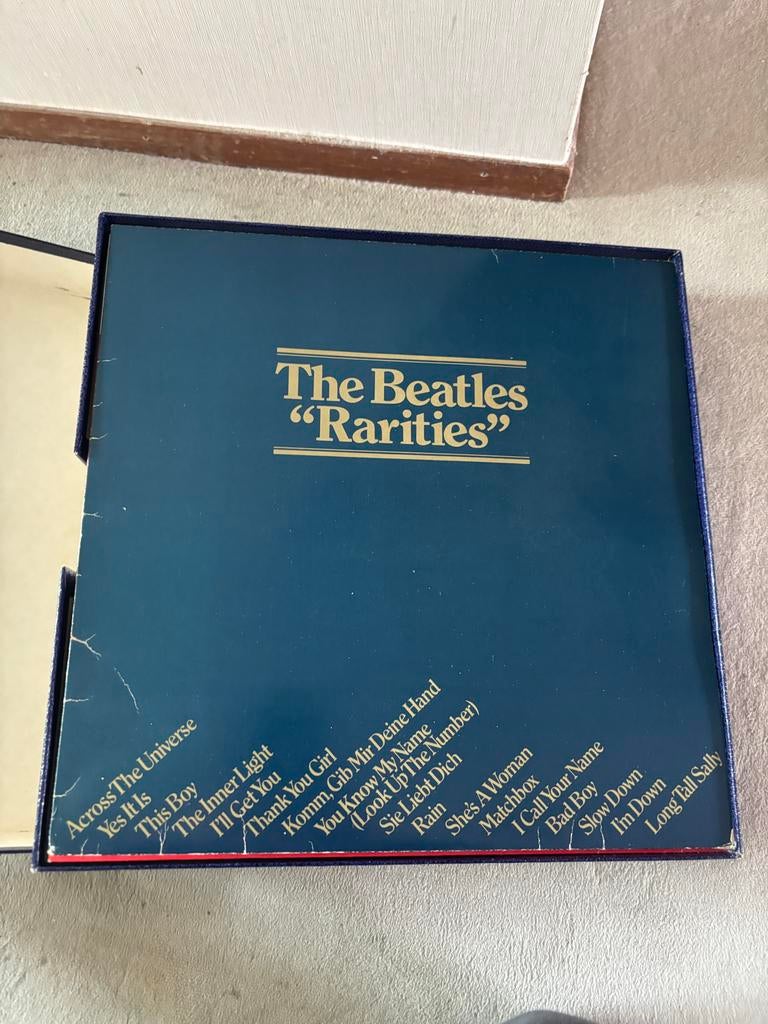 The Beatles
“Rarities”
Across The Universe
Yes It Is
This Boy
The Inner Light
I'll Get You
Thank You Girl
Komm, Gib Mir Deine Hand
You Know My Name
(Look Up The Number)
Sie Liebt Dich
Rain
She's A Woman
Matchbox
I Call Your Name
Bad Boy
Slow Down
I'm Down
Long Tall Sally